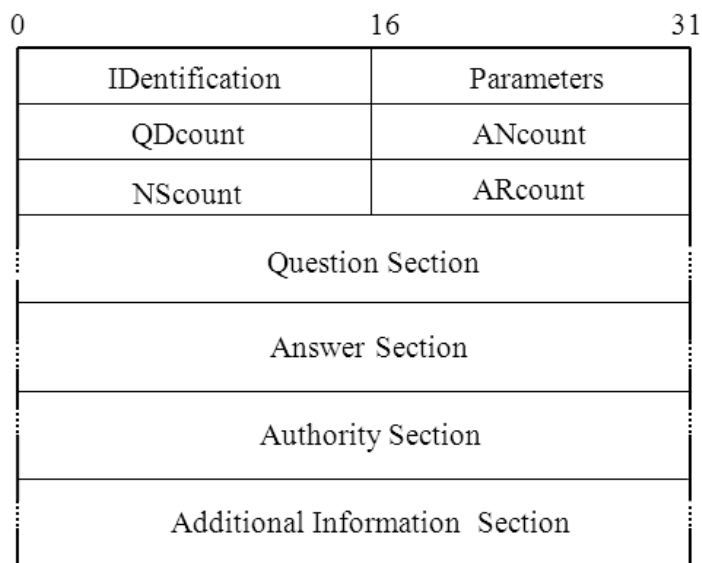 0 16 31
IDentification Parameters
QDcount ANcount
NScount ARcount
Question Section
Answer Section
Authority Section
Additional Information Section